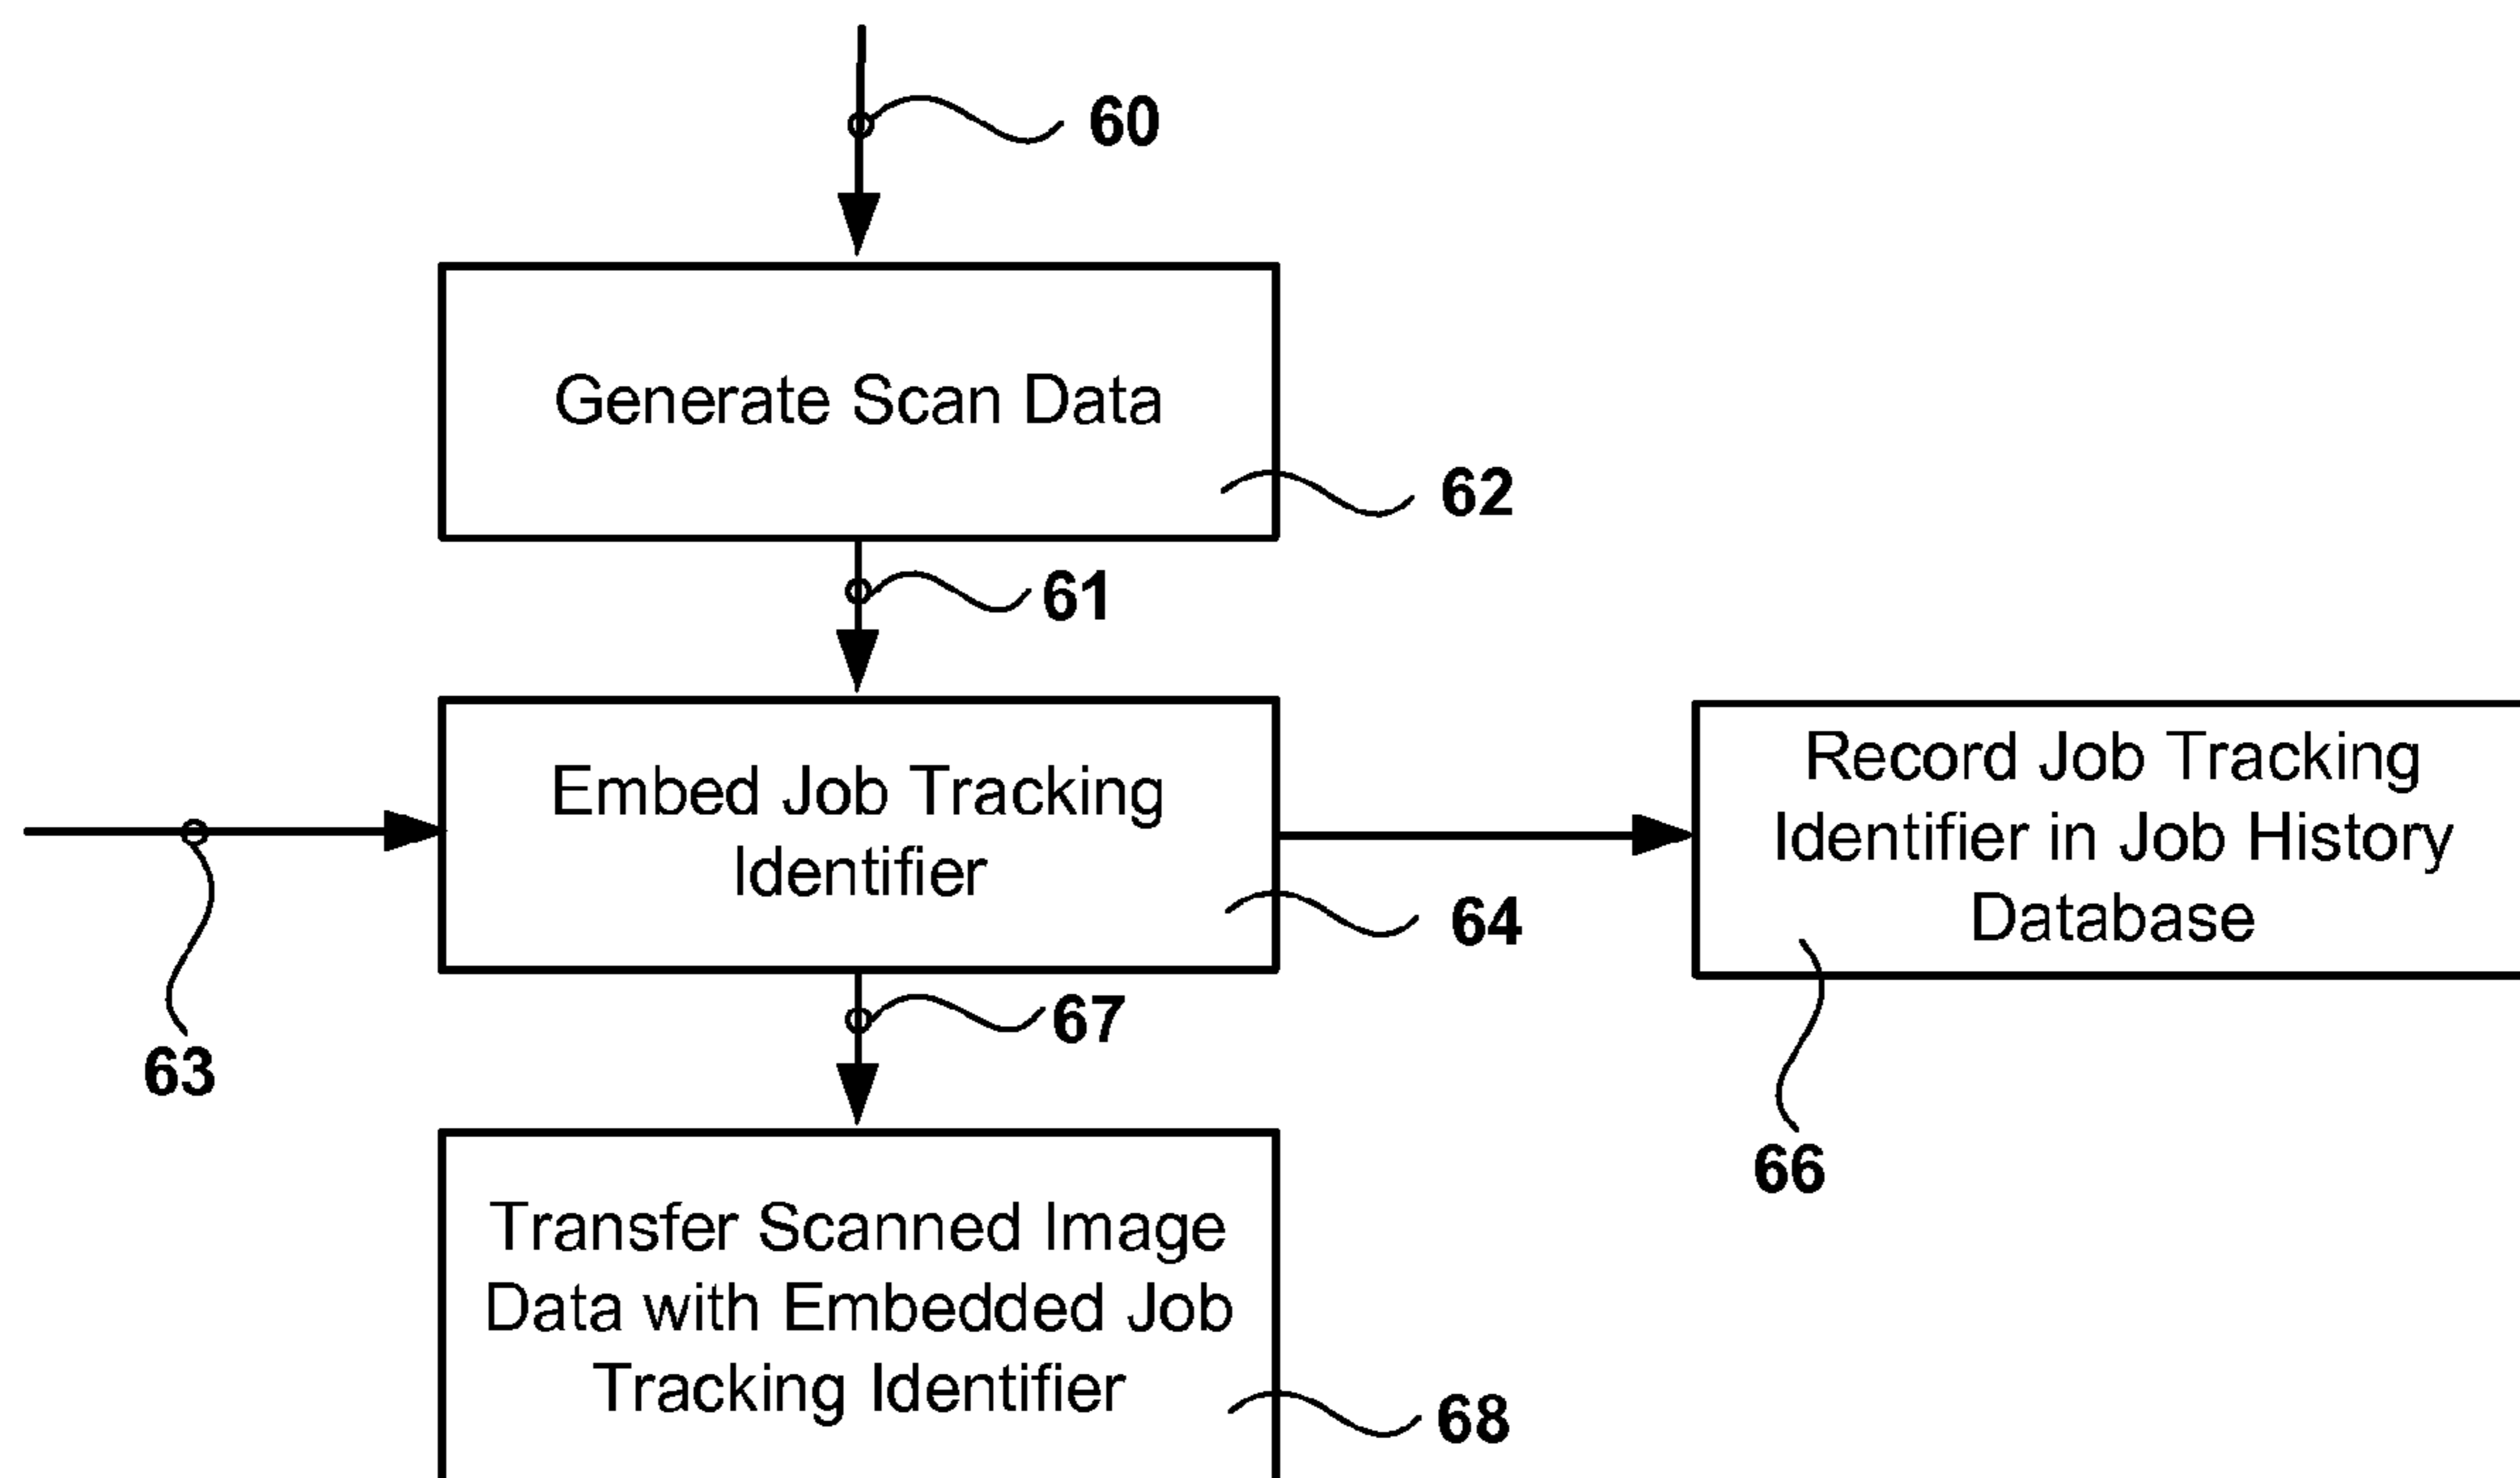 60
Generate Scan Data
62
61
Embed Job Tracking
Identifier
64
63
Record Job Tracking
Identifier in Job History
Database
66
67
Transfer Scanned Image
Data with Embedded Job
Tracking Identifier
68